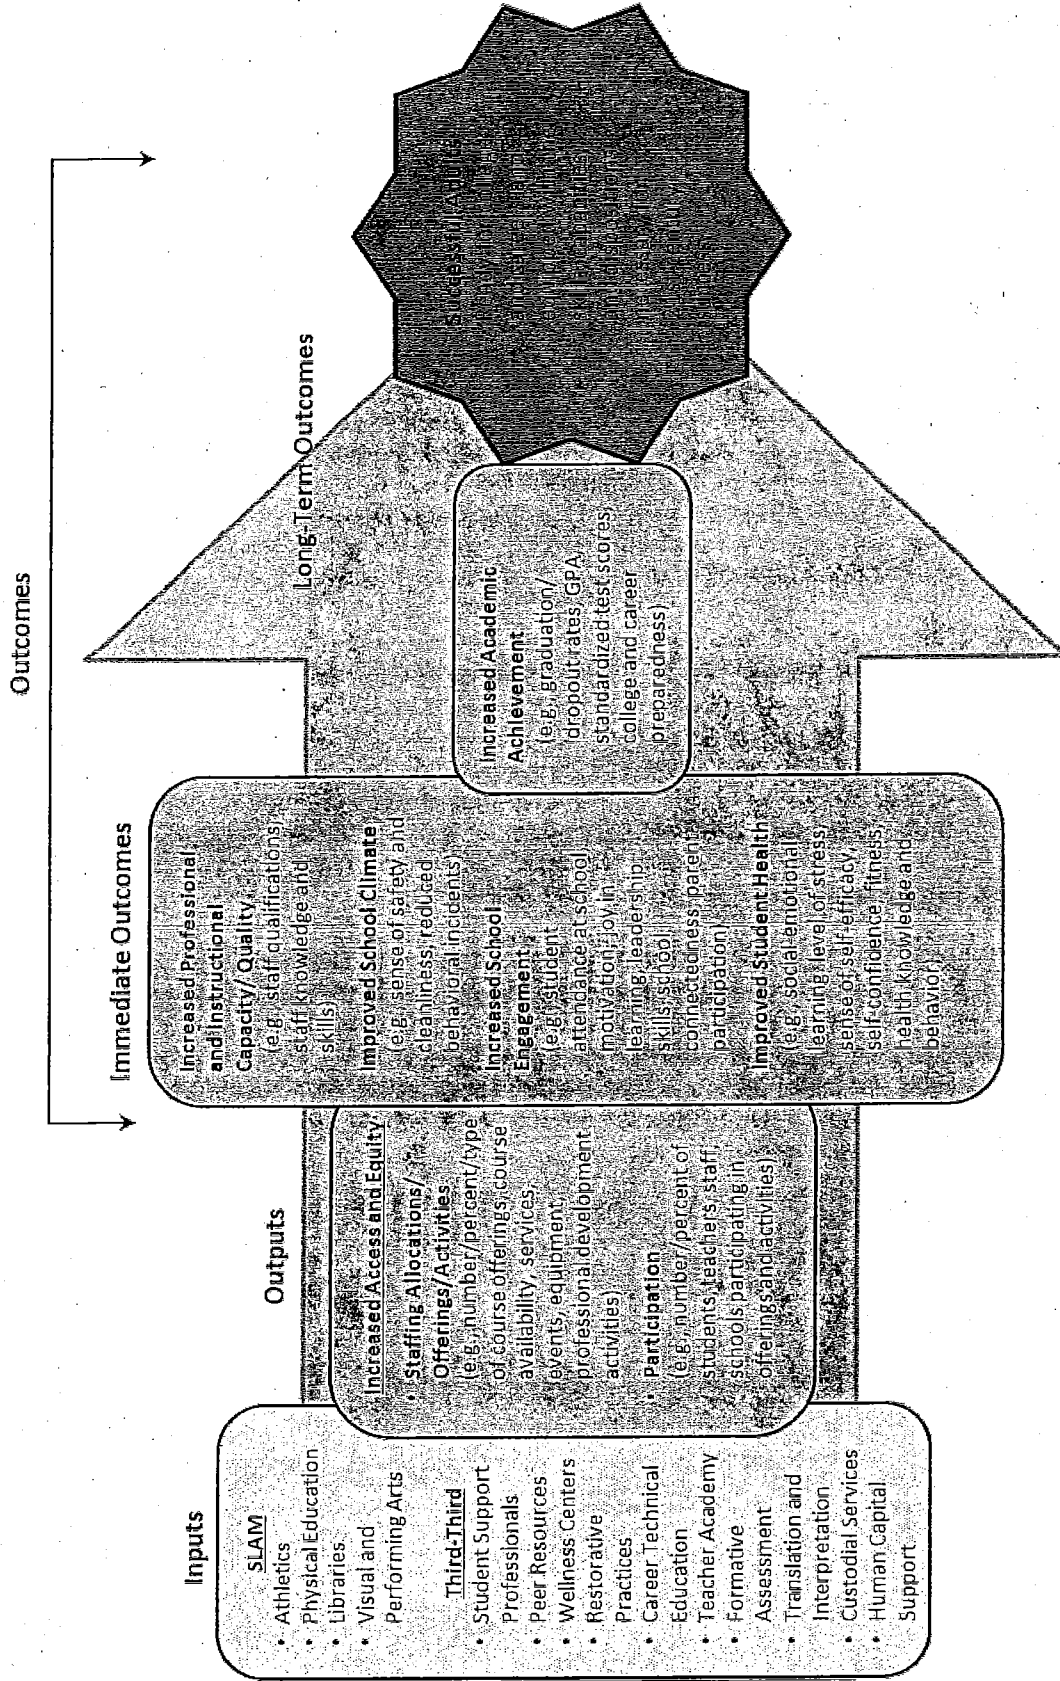 Outcomes
Inputs
SLAM
• Athletics
• Physical Education
• Libraries
• Visual and
Performing Arts
Third-Third
• Student Support
Professionals
• Peer Resources
• Wellness Centers
• Restorative
Practices
• Career Technical
Education
• Teacher Academy
• Formative
Assessment
• Translation and
Interpretation
• Custodial Services
• Human Capital
Support
Outputs
Increased Access and Equity
• Staffing Allocations/
Offerings/Activities
(e.g., number/percent/type
of course offerings, course
availability, services,
events, equipment,
professional development
activities)
• Participation
(e.g., number/percent of
students, teachers, staff,
schools participating in
offerings and activities)
Immediate Outcomes
Increased Professional
and Instructional
Capacity/ Quality
(e.g. staff qualifications,
staff knowledge and
skills)
Improved School Climate
(e.g. sense of safety and
cleanliness, reduced
behavioral incidents)
Increased School
Engagement
(e.g. student
attendance at school,
motivation, joy in
learning, leadership
skills, school
connectedness, parent
participation)
Improved Student Health
(e.g. social-emotional
learning, level of stress,
sense of self-efficacy,
self-confidence, fitness,
health knowledge and
behavior)
Long-Term Outcomes
Increased Academic
Achievement
(e.g., graduation/
dropout rates, GPA,
standardized test scores,
college and career
preparedness)
Successful Adults